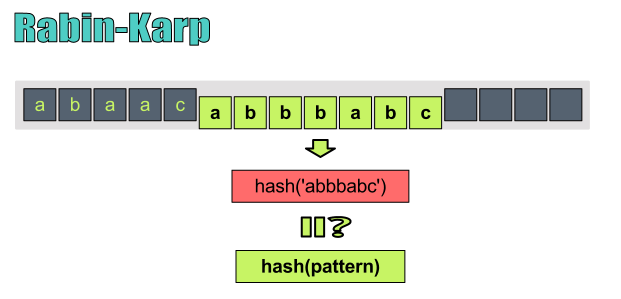 Rabin-Karp
a b a a c a b b b a b c
hash('abbbabc')
=?
hash(pattern)